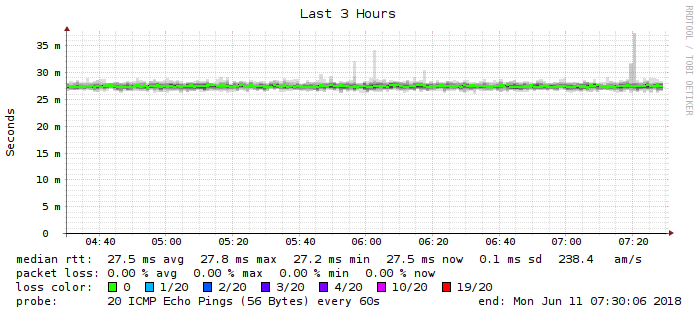 Last 3 Hours
RRDTOOL / TOBI OETIKER
Seconds
35 m
30 m
25 m
20 m
15 m
10 m
5 m
0
04:40 05:00 05:20 05:40 06:00 06:20 06:40 07:00 07:20
median rtt: 27.5 ms avg 27.8 ms max 27.2 ms min 27.5 ms now 0.1 ms sd 238.4 am/s
packet loss: 0.00 % avg 0.00 % max 0.00 % min 0.00 % now
loss color: 0 1/20 2/20 3/20 4/20 10/20 19/20
probe: 20 ICMP Echo Pings (56 Bytes) every 60s end: Mon Jun 11 07:30:06 2018